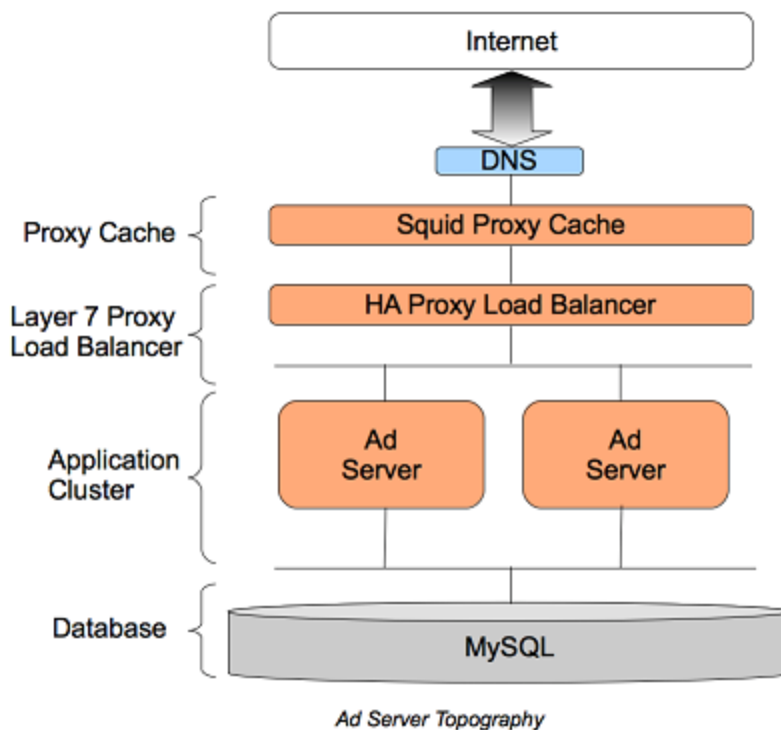 Internet
DNS
Proxy Cache
Squid Proxy Cache
Layer 7 Proxy
Load Balancer
HA Proxy Load Balancer
Application
Cluster
Ad
Server
Ad
Server
Database
MySQL
Ad Server Topography